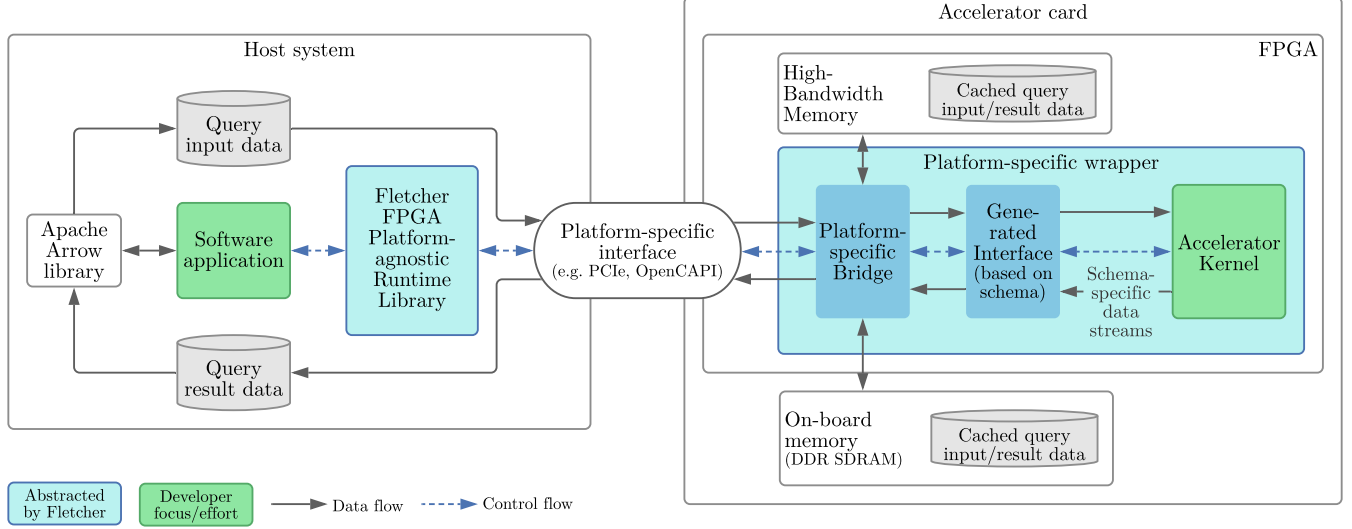 Accelerator card
Host system
FPGA
High-
Bandwidth
Memory
Cached query
input/result data
Query
input data
Platform-specific wrapper
Fletcher
FPGA
Platform-
agnostic
Runtime
Library
Apache
Arrow
library
Software
application
Platform-specific
interface
(e.g. PCIe, OpenCAPI)
Platform-
specific
Bridge
Gene-
rated
Interface
(based on
schema)
Accelerator
Kernel
Schema-
specific
data
streams
Query
result data
On-board
memory
(DDR SDRAM)
Cached query
input/result data
Abstracted
by Fletcher
Developer
focus/effort
Data flow
Control flow